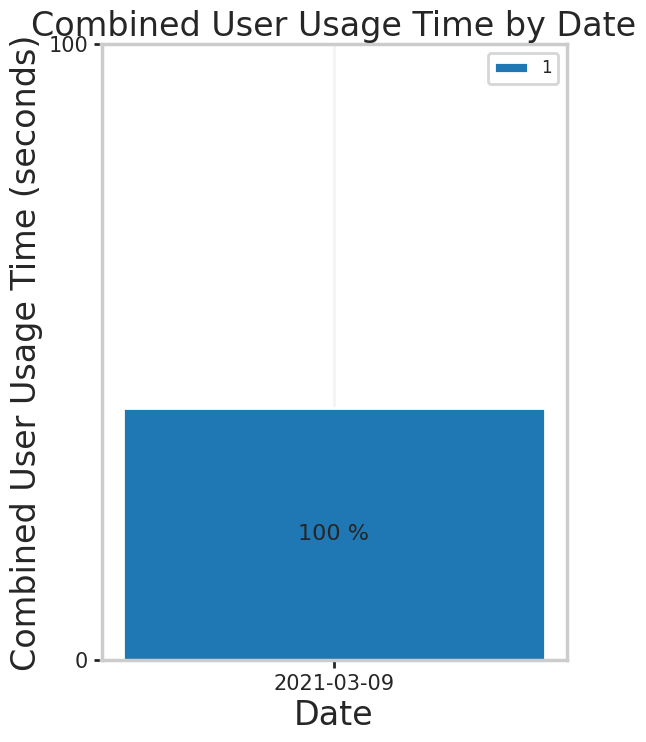 Combined User Usage Time by Date
Combined User Usage Time (seconds)
100
1
100 %
0
2021-03-09
Date